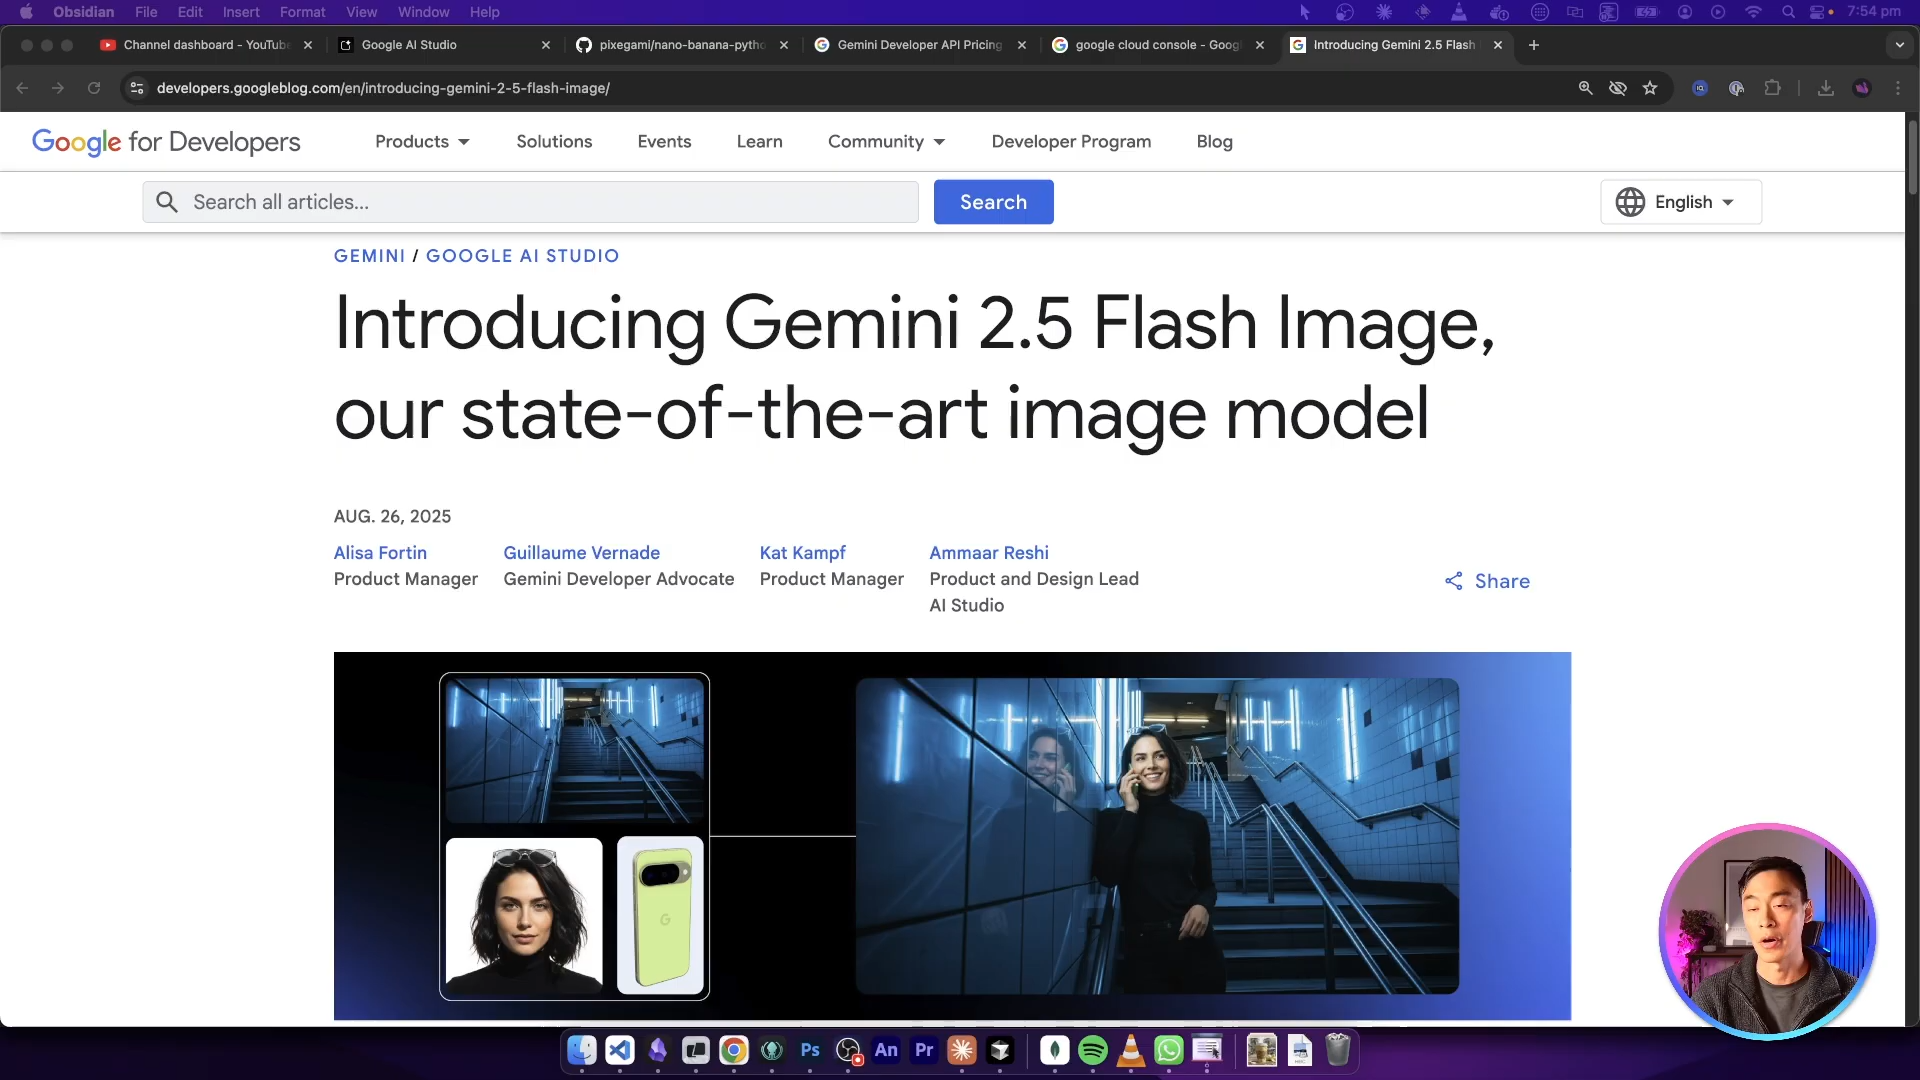 Obsidian File Edit Insert Format View Window Help 7:54 pm
Channel dashboard - YouTube Google AI Studio pixegami/nano-banana-pytho Gemini Developer API Pricing google cloud console - Goog Introducing Gemini 2.5 Flash
developers.googleblog.com/en/introducing-gemini-2-5-flash-image/
Google for Developers Products Solutions Events Learn Community Developer Program Blog
Search all articles... Search English
GEMINI / GOOGLE AI STUDIO
Introducing Gemini 2.5 Flash Image,
our state-of-the-art image model
AUG. 26, 2025
Alisa Fortin Guillaume Vernade Kat Kampf Ammaar Reshi
Product Manager Gemini Developer Advocate Product Manager Product and Design Lead
AI Studio
Share
Ps An Pr